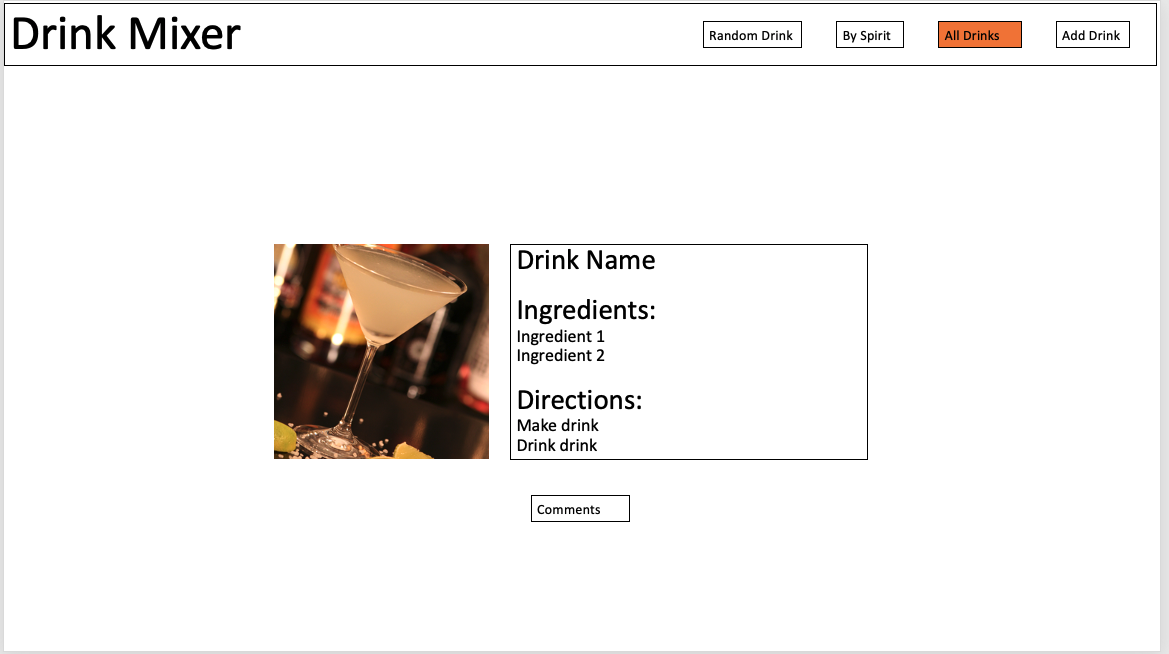 Drink Mixer
Random Drink
By Spirit
All Drinks
Add Drink
Drink Name
Ingredients:
Ingredient 1
Ingredient 2
Directions:
Make drink
Drink drink
Comments